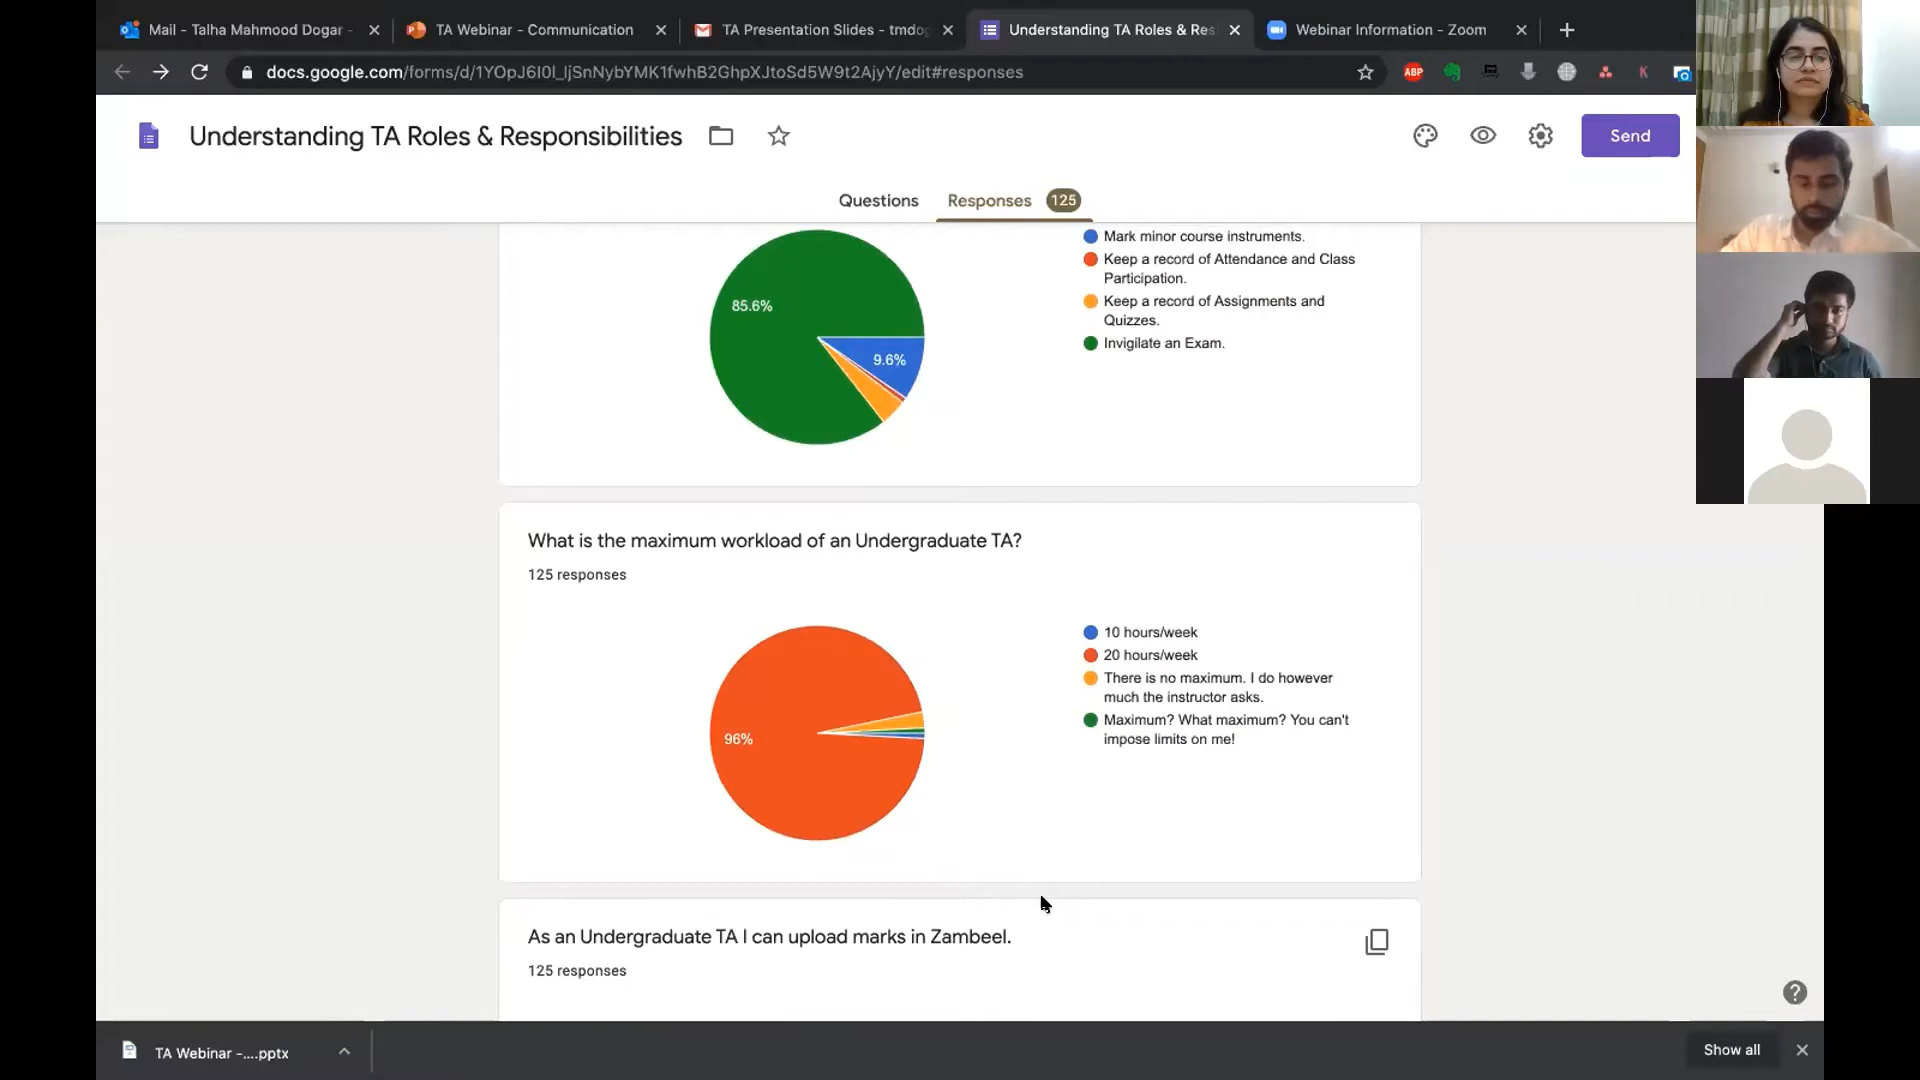 Mail - Talha Mahmood Dogar -
TA Webinar - Communication
TA Presentation Slides - tmdog
Understanding TA Roles & Res
Webinar Information - Zoom
docs.google.com/forms/d/1YOpJ6I0l_ljSnNybYMK1fwhB2GhpXJtoSd5W9t2AjyY/edit#responses
ABP
K
Understanding TA Roles & Responsibilities
Send
Questions
Responses 125
85.6%
9.6%
Mark minor course instruments.
Keep a record of Attendance and Class
Participation.
Keep a record of Assignments and
Quizzes.
Invigilate an Exam.
What is the maximum workload of an Undergraduate TA?
125 responses
96%
10 hours/week
20 hours/week
There is no maximum. I do however
much the instructor asks.
Maximum? What maximum? You can't
impose limits on me!
As an Undergraduate TA I can upload marks in Zambeel.
125 responses
TA Webinar -....pptx
Show all